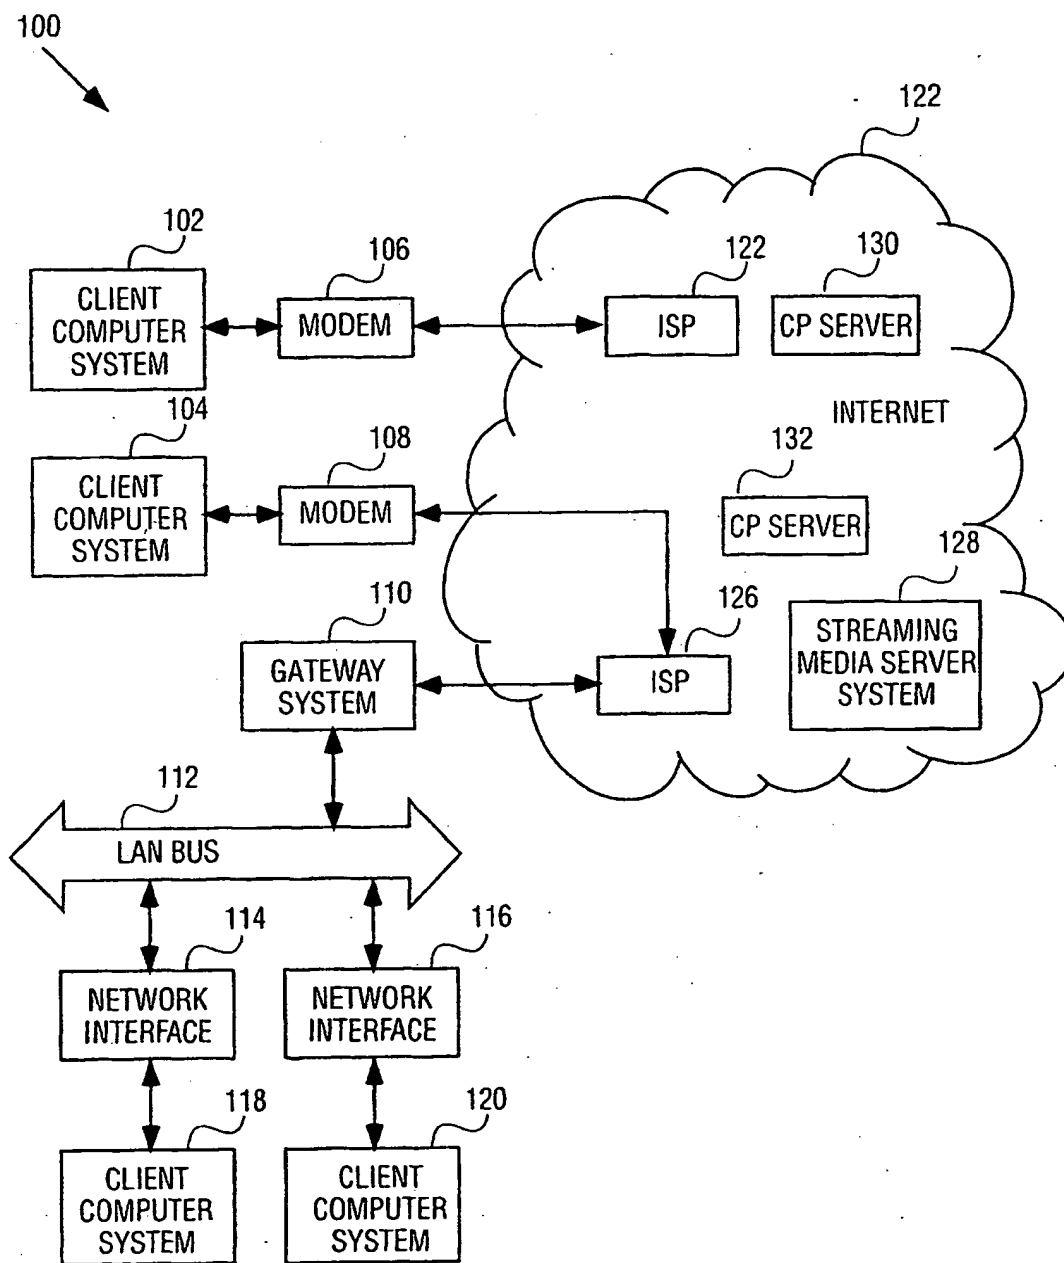 100
122
102
106
122
130
CLIENT
COMPUTER
SYSTEM
MODEM
ISP
CP SERVER
INTERNET
104
108
132
CLIENT
COMPUTER
SYSTEM
MODEM
CP SERVER
128
110
126
STREAMING
MEDIA SERVER
SYSTEM
GATEWAY
SYSTEM
ISP
112
LAN BUS
114
116
NETWORK
INTERFACE
NETWORK
INTERFACE
118
120
CLIENT
COMPUTER
SYSTEM
CLIENT
COMPUTER
SYSTEM